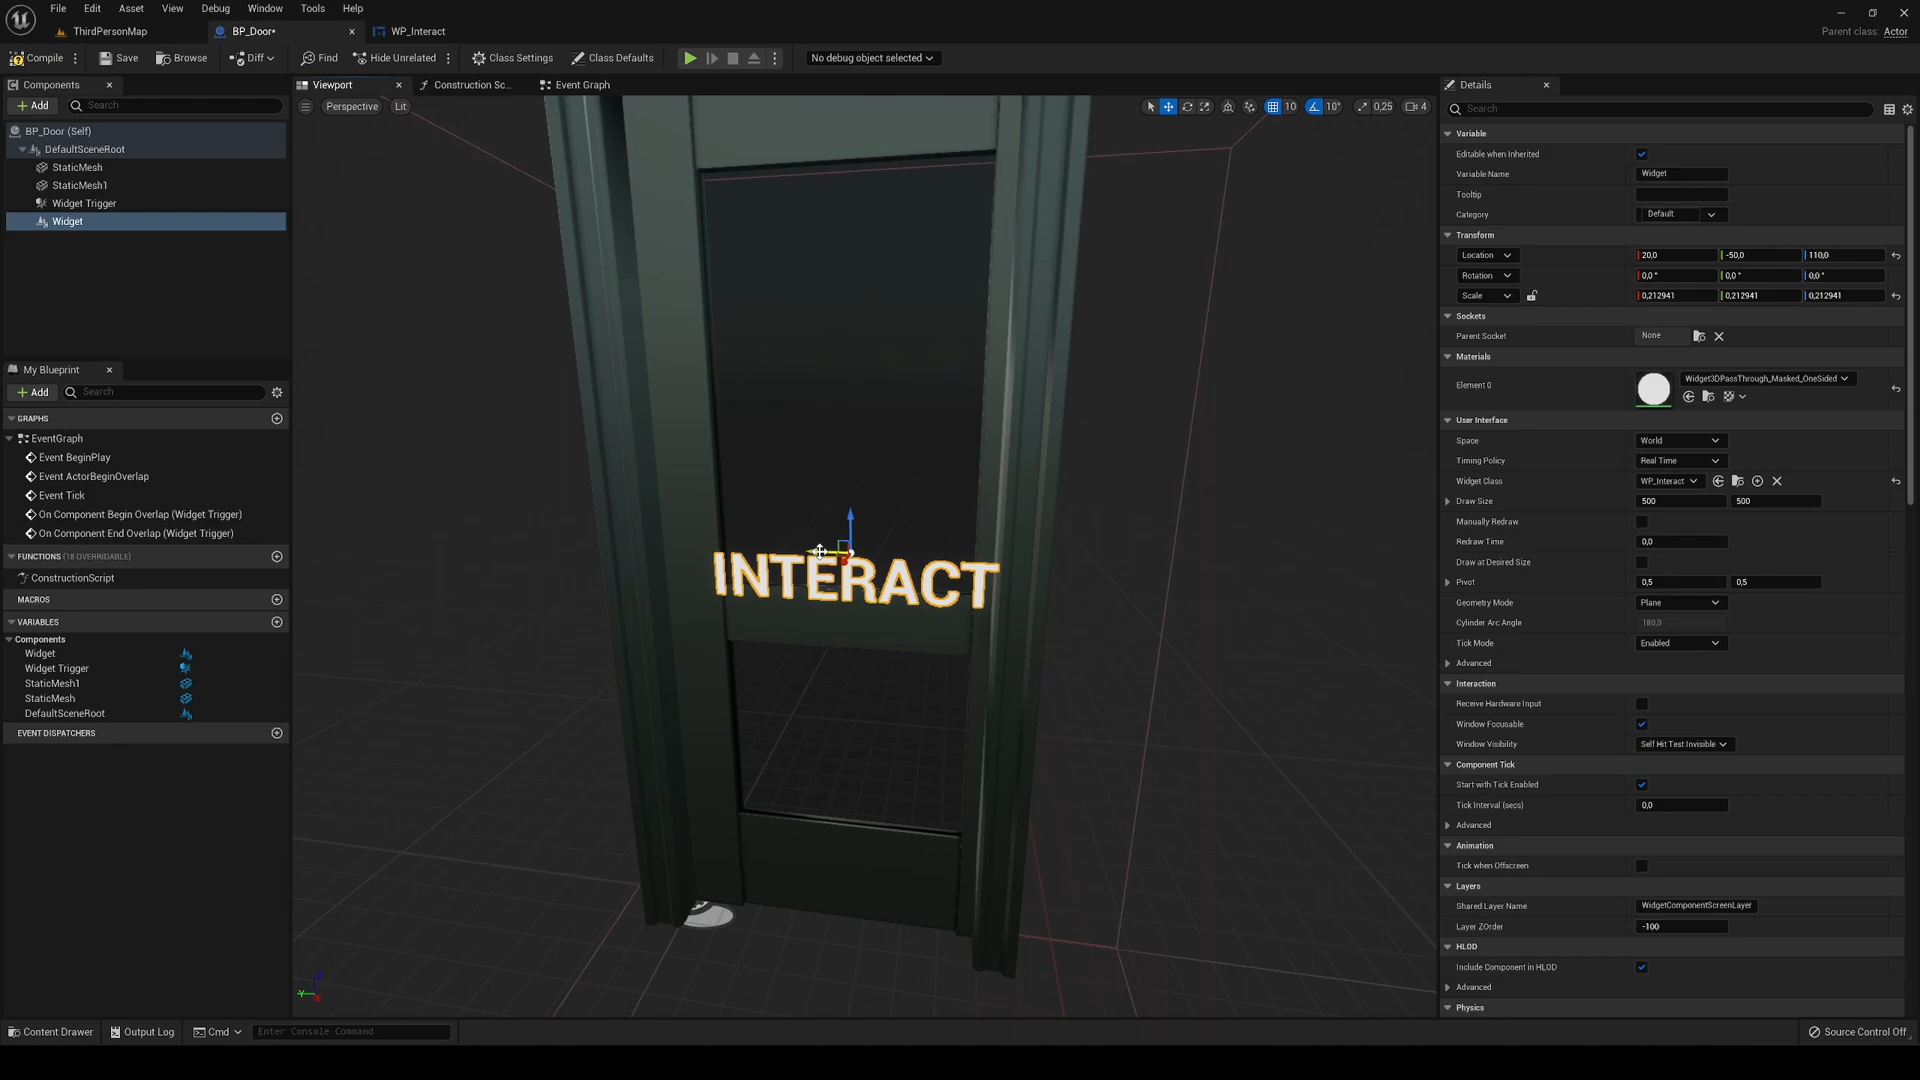 File Edit Asset View Debug Window Tools Help
ThirdPersonMap BP_Door* WP_Interact Parent class: Actor
Compile Save Browse Diff Find Hide Unrelated Class Settings Class Defaults No debug object selected
Components
Add Search
BP_Door (Self)
DefaultSceneRoot
StaticMesh
StaticMesh1
Widget Trigger
Widget
My Blueprint
Add Search
GRAPHS
EventGraph
Event BeginPlay
Event ActorBeginOverlap
Event Tick
On Component Begin Overlap (Widget Trigger)
On Component End Overlap (Widget Trigger)
FUNCTIONS (18 OVERRIDABLE)
ConstructionScript
MACROS
VARIABLES
Components
Widget
Widget Trigger
StaticMesh1
StaticMesh
DefaultSceneRoot
EVENT DISPATCHERS
Viewport Construction Sc... Event Graph
Perspective Lit 10 10° 0,25 4
INTERACT
Details
Search
Variable
Editable when Inherited
Variable Name Widget
Tooltip
Category Default
Transform
Location 20,0 -50,0 110,0
Rotation 0,0 ° 0,0 ° 0,0 °
Scale 0,212941 0,212941 0,212941
Sockets
Parent Socket None
Materials
Element 0 Widget3DPassThrough_Masked_OneSided
User Interface
Space World
Timing Policy Real Time
Widget Class WP_Interact
Draw Size 500 500
Manually Redraw
Redraw Time 0,0
Draw at Desired Size
Pivot 0,5 0,5
Geometry Mode Plane
Cylinder Arc Angle 180,0
Tick Mode Enabled
Advanced
Interaction
Receive Hardware Input
Window Focusable
Window Visibility Self Hit Test Invisible
Component Tick
Start with Tick Enabled
Tick Interval (secs) 0,0
Advanced
Animation
Tick when Offscreen
Layers
Shared Layer Name WidgetComponentScreenLayer
Layer ZOrder -100
HLOD
Include Component in HLOD
Advanced
Physics
Content Drawer Output Log Cmd Enter Console Command Source Control Off